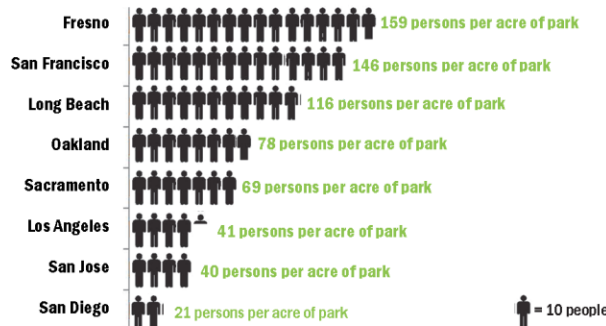 Fresno 159 persons per acre of park
San Francisco 146 persons per acre of park
Long Beach 116 persons per acre of park
Oakland 78 persons per acre of park
Sacramento 69 persons per acre of park
Los Angeles 41 persons per acre of park
San Jose 40 persons per acre of park
San Diego 21 persons per acre of park
= 10 people